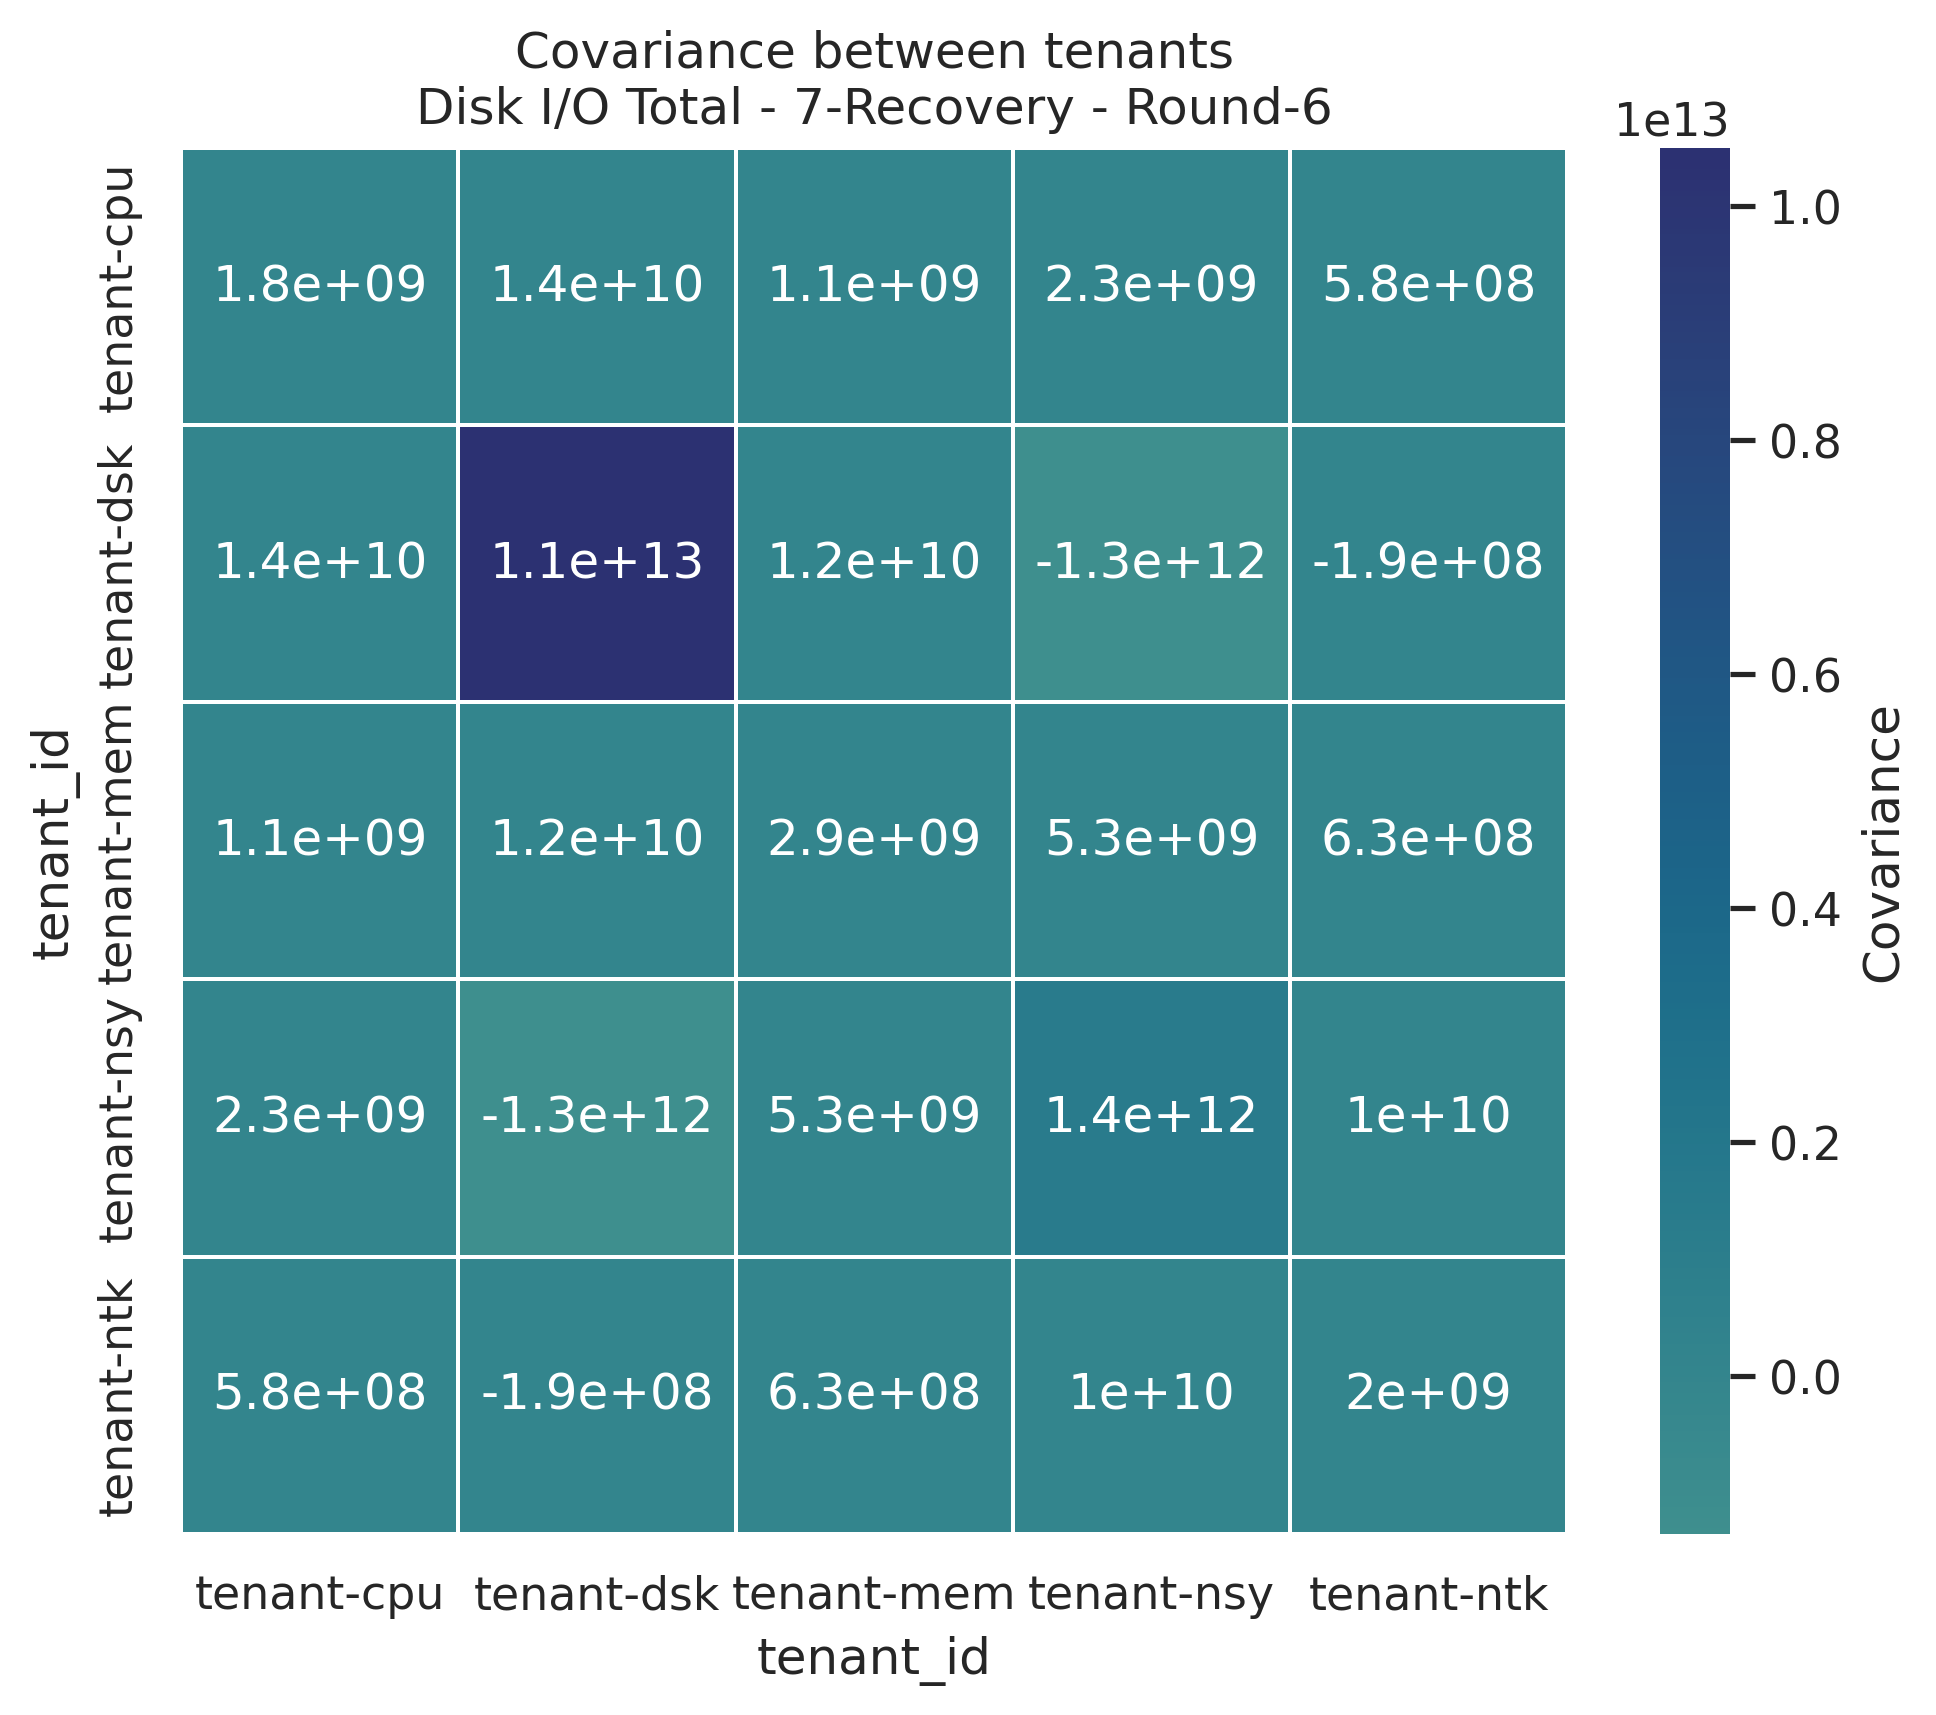 Covariance between tenants
Disk I/O Total - 7-Recovery - Round-6
1e13
tenant-cpu
1.8e+09 1.4e+10 1.1e+09 2.3e+09 5.8e+08
tenant-dsk
1.4e+10 1.1e+13 1.2e+10 -1.3e+12 -1.9e+08
tenant-mem
1.1e+09 1.2e+10 2.9e+09 5.3e+09 6.3e+08
tenant-nsy
2.3e+09 -1.3e+12 5.3e+09 1.4e+12 1e+10
tenant-ntk
5.8e+08 -1.9e+08 6.3e+08 1e+10 2e+09
tenant_id
tenant-cpu tenant-dsk tenant-mem tenant-nsy tenant-ntk
tenant_id
1.0
0.8
0.6
0.4
0.2
0.0
Covariance